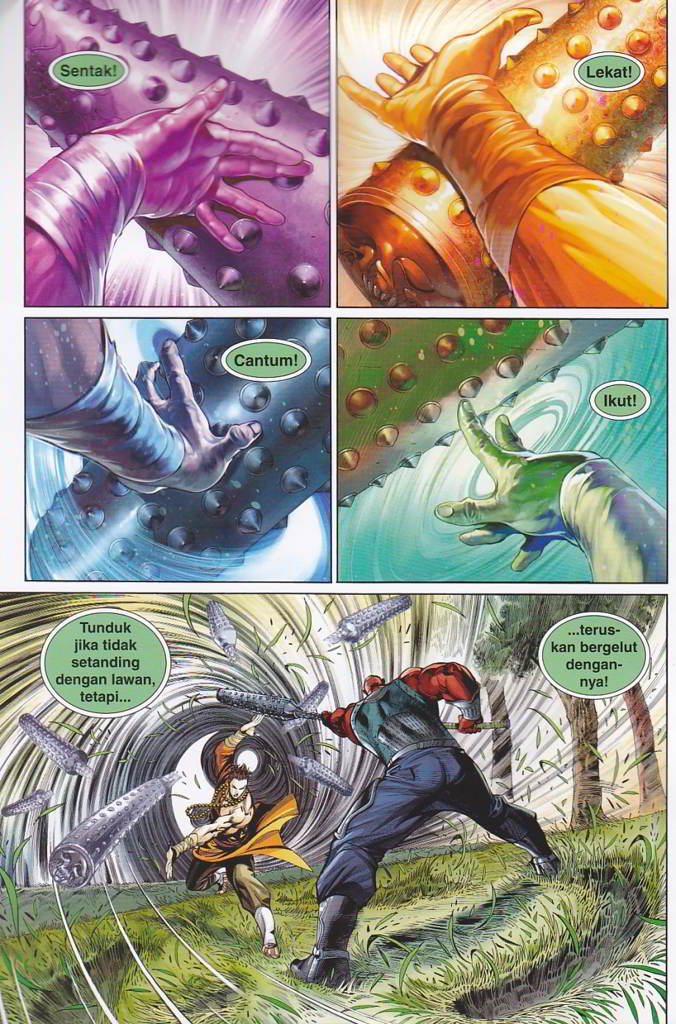 Sentak!
Lekat!
Cantum!
Ikut!
Tunduk
jika tidak
setanding
dengan lawan,
tetapi...
...terus-
kan bergelut
dengan-
nya!